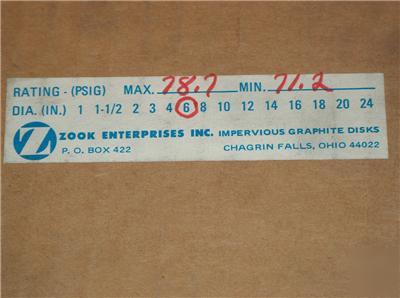 RATING - (PSIG) MAX. 78.7 MIN. 71.2
DIA. (IN.) 1 1-1/2 2 3 4 6 8 10 12 14 16 18 20 24
ZOOK ENTERPRISES INC. IMPERVIOUS GRAPHITE DISKS
P. O. BOX 422 CHAGRIN FALLS, OHIO 44022